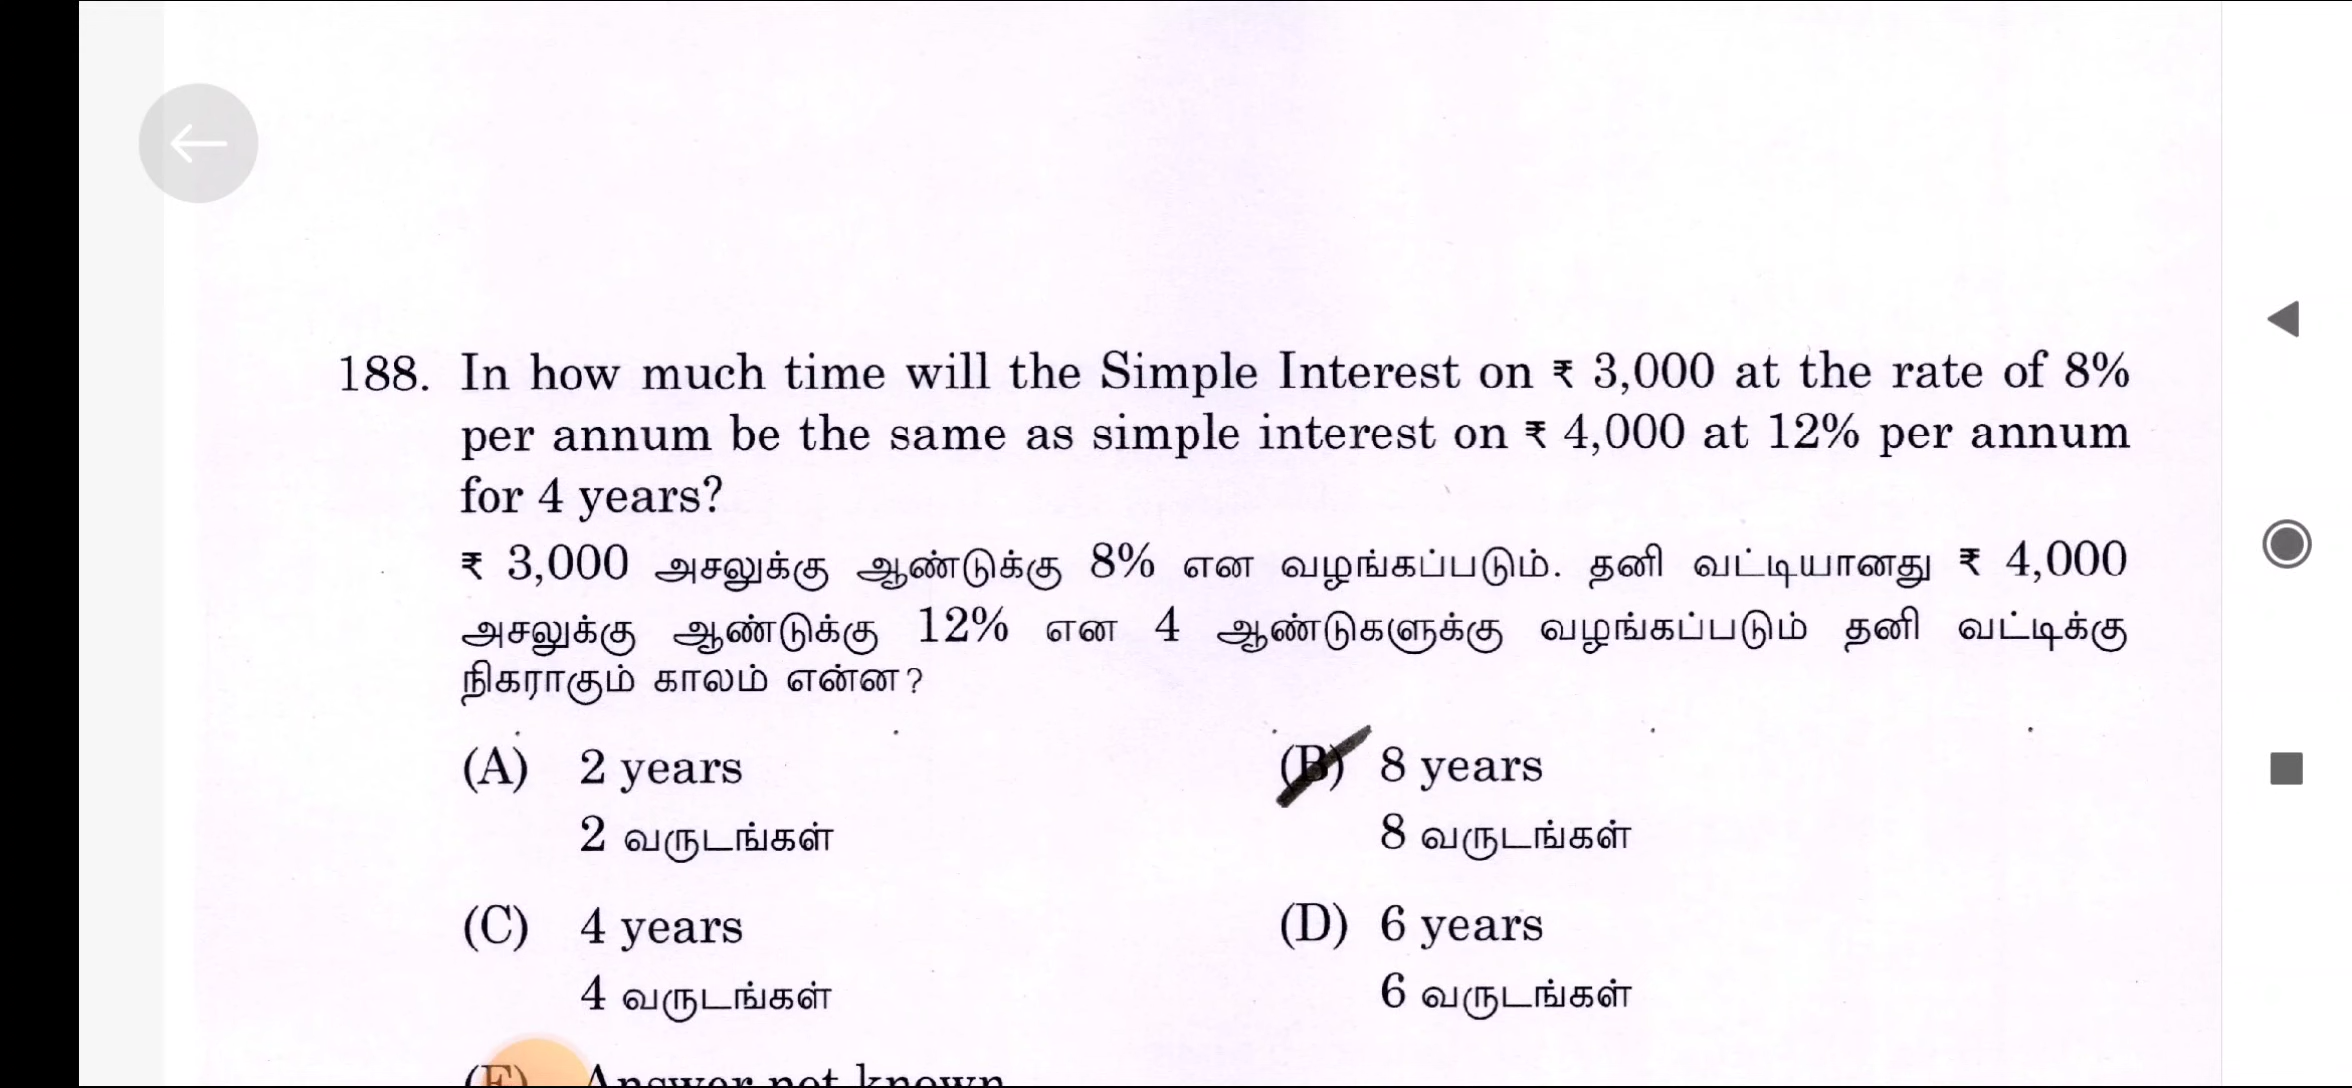 188. In how much time will the Simple Interest on ₹ 3,000 at the rate of 8%
per annum be the same as simple interest on ₹ 4,000 at 12% per annum
for 4 years?
₹ 3,000 அசலுக்கு ஆண்டுக்கு 8% என வழங்கப்படும். தனி வட்டியானது ₹ 4,000
அசலுக்கு ஆண்டுக்கு 12% என 4 ஆண்டுகளுக்கு வழங்கப்படும் தனி வட்டிக்கு
நிகராகும் காலம் என்ன?
(A) 2 years
2 வருடங்கள்
(B) 8 years
8 வருடங்கள்
(C) 4 years
4 வருடங்கள்
(D) 6 years
6 வருடங்கள்
(E) Answer not known